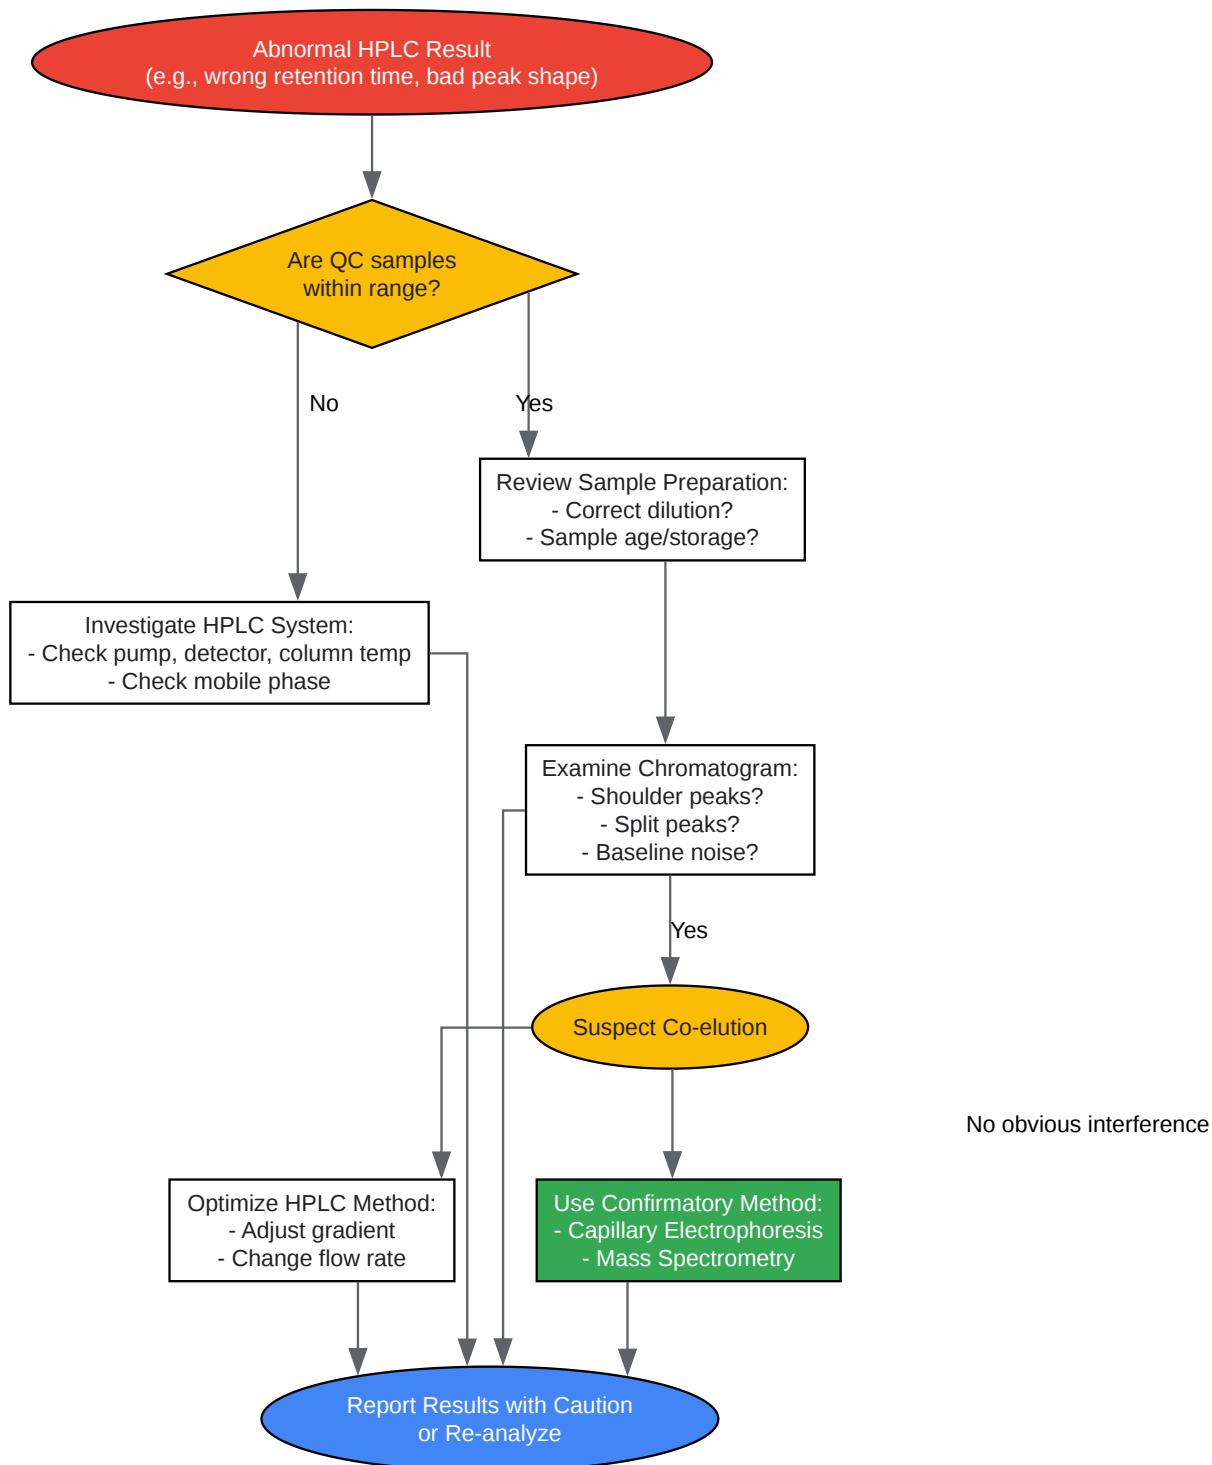 Abnormal HPLC Result
(e.g., wrong retention time, bad peak shape)
Are QC samples
within range?
No
Yes
Review Sample Preparation:
- Correct dilution?
- Sample age/storage?
Investigate HPLC System:
- Check pump, detector, column temp
- Check mobile phase
Examine Chromatogram:
- Shoulder peaks?
- Split peaks?
- Baseline noise?
Yes
Suspect Co-elution
No obvious interference
Optimize HPLC Method:
- Adjust gradient
- Change flow rate
Use Confirmatory Method:
- Capillary Electrophoresis
- Mass Spectrometry
Report Results with Caution
or Re-analyze